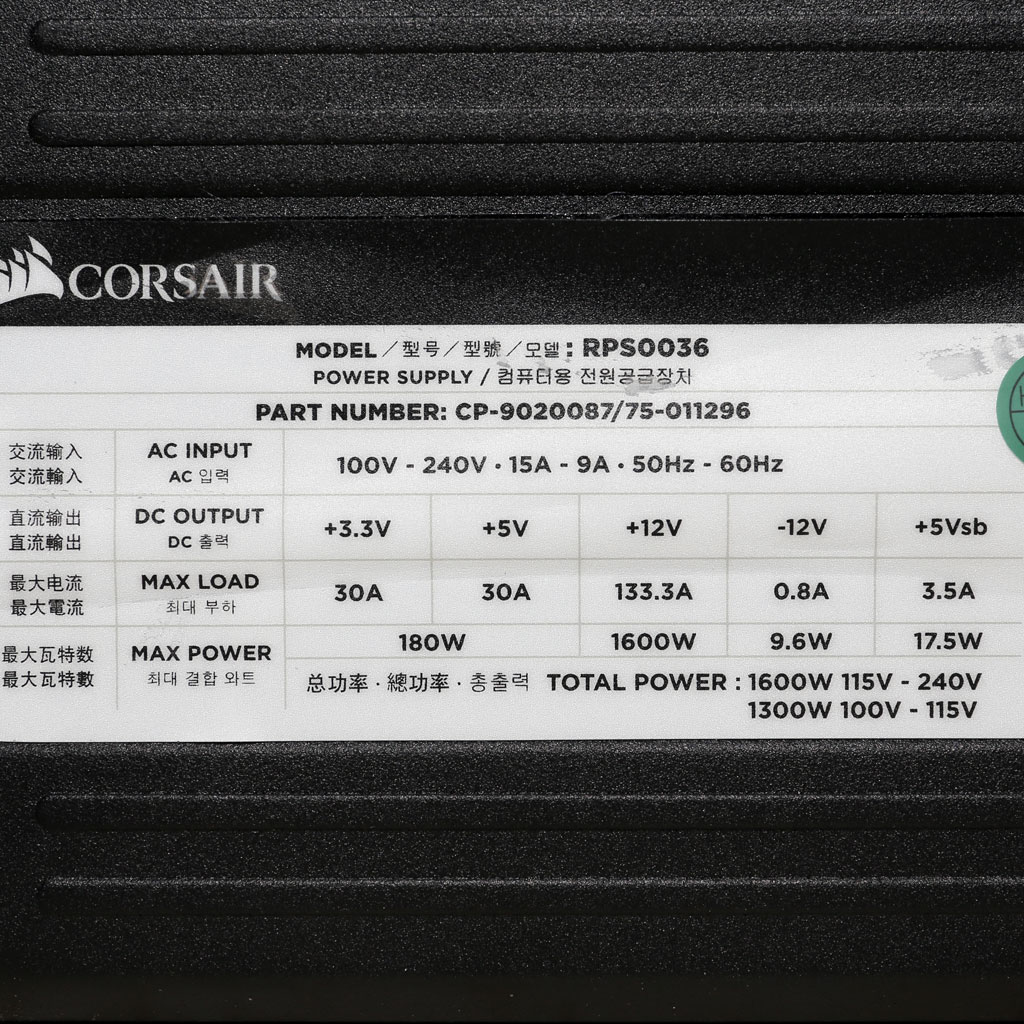 CORSAIR
MODEL / 型号 / 型號 / 모델 : RPS0036
POWER SUPPLY / 컴퓨터용 전원공급장치
PART NUMBER: CP-9020087/75-011296
交流输入
交流輸入
AC INPUT
AC 입력
100V - 240V · 15A - 9A · 50Hz - 60Hz
直流输出
直流輸出
DC OUTPUT
DC 출력
+3.3V +5V +12V -12V +5Vsb
最大电流
最大電流
MAX LOAD
최대 부하
30A 30A 133.3A 0.8A 3.5A
最大瓦特数
最大瓦特數
MAX POWER
최대 결합 와트
180W 1600W 9.6W 17.5W
总功率 · 總功率 · 총출력 TOTAL POWER : 1600W 115V - 240V
1300W 100V - 115V